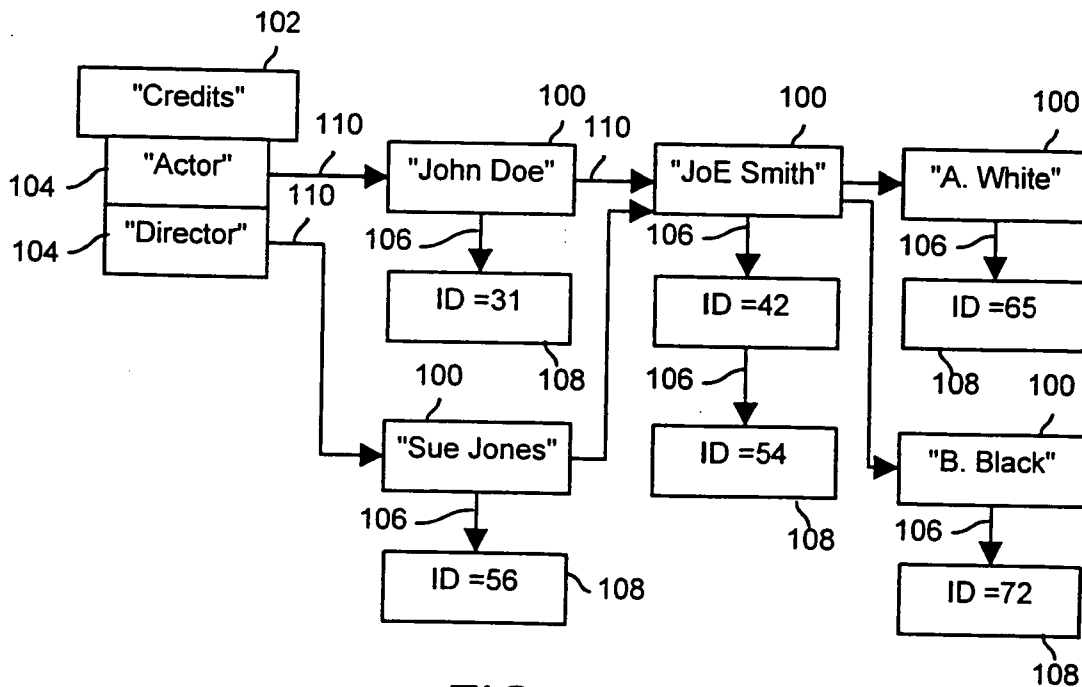 102
"Credits"
100
100
100
110
110
"Actor"
"John Doe"
"JoE Smith"
"A. White"
104
110
"Director"
106
106
106
104
ID =31
ID =42
ID =65
108
106
108
100
100
"Sue Jones"
ID =54
"B. Black"
106
108
106
ID =56
108
ID =72
108